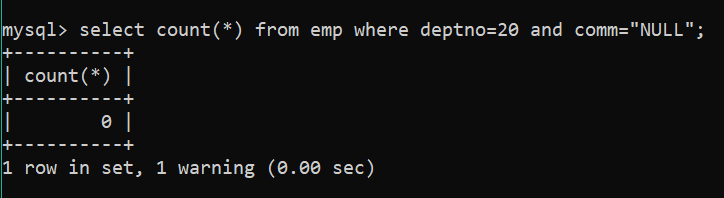 mysql> select count(*) from emp where deptno=20 and comm="NULL";
+----------+
| count(*) |
+----------+
|        0 |
+----------+
1 row in set, 1 warning (0.00 sec)